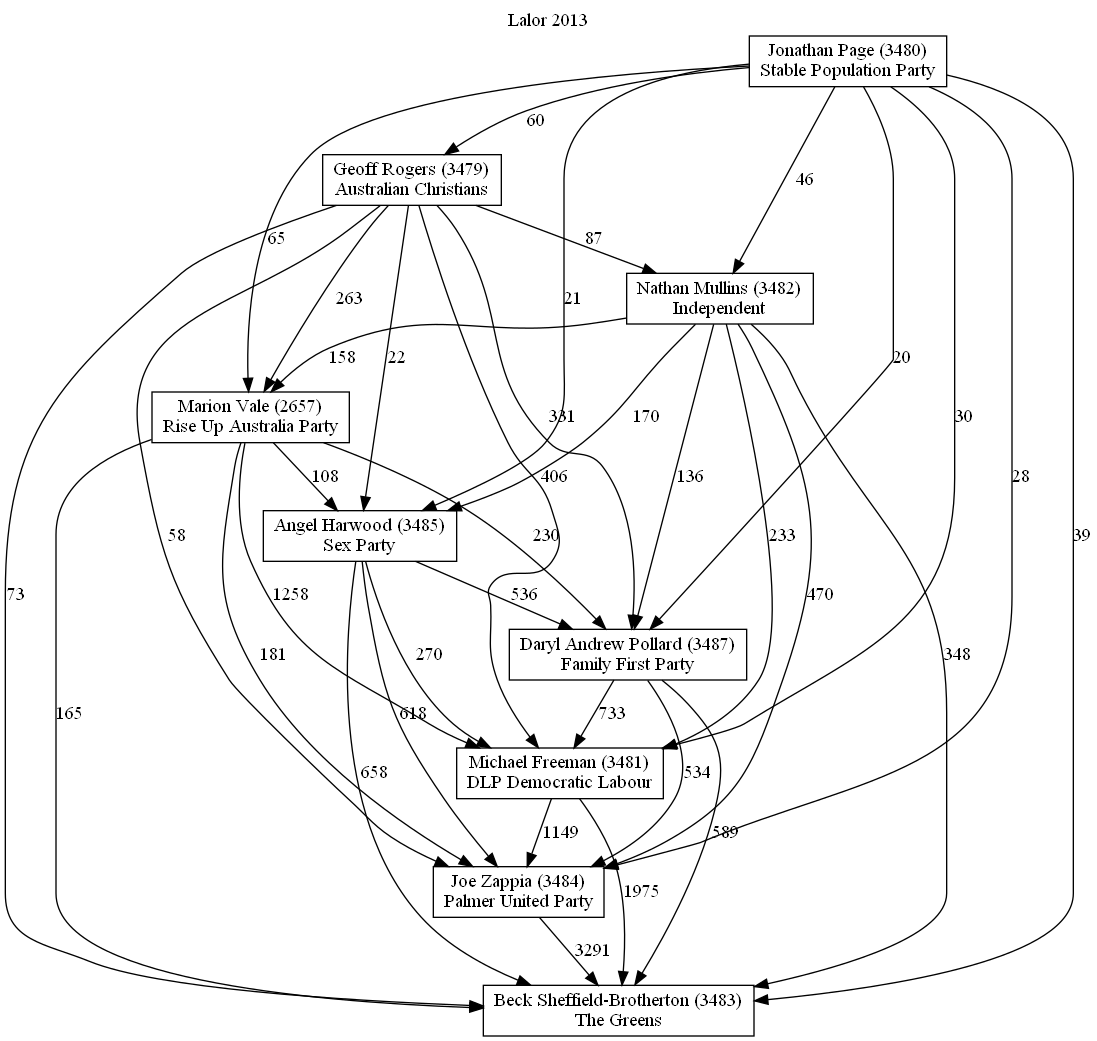 Lalor 2013
Jonathan Page (3480)
Stable Population Party
60
Geoff Rogers (3479)
Australian Christians
46
65
87
263
21
Nathan Mullins (3482)
Independent
158
22
20
Marion Vale (2657)
Rise Up Australia Party
331
170
30
108
406
136
28
Angel Harwood (3485)
Sex Party
58
230
233
39
73
1258
536
470
Daryl Andrew Pollard (3487)
Family First Party
181
270
348
165
618
733
Michael Freeman (3481)
DLP Democratic Labour
658
534
1149
589
Joe Zappia (3484)
Palmer United Party
1975
3291
Beck Sheffield-Brotherton (3483)
The Greens